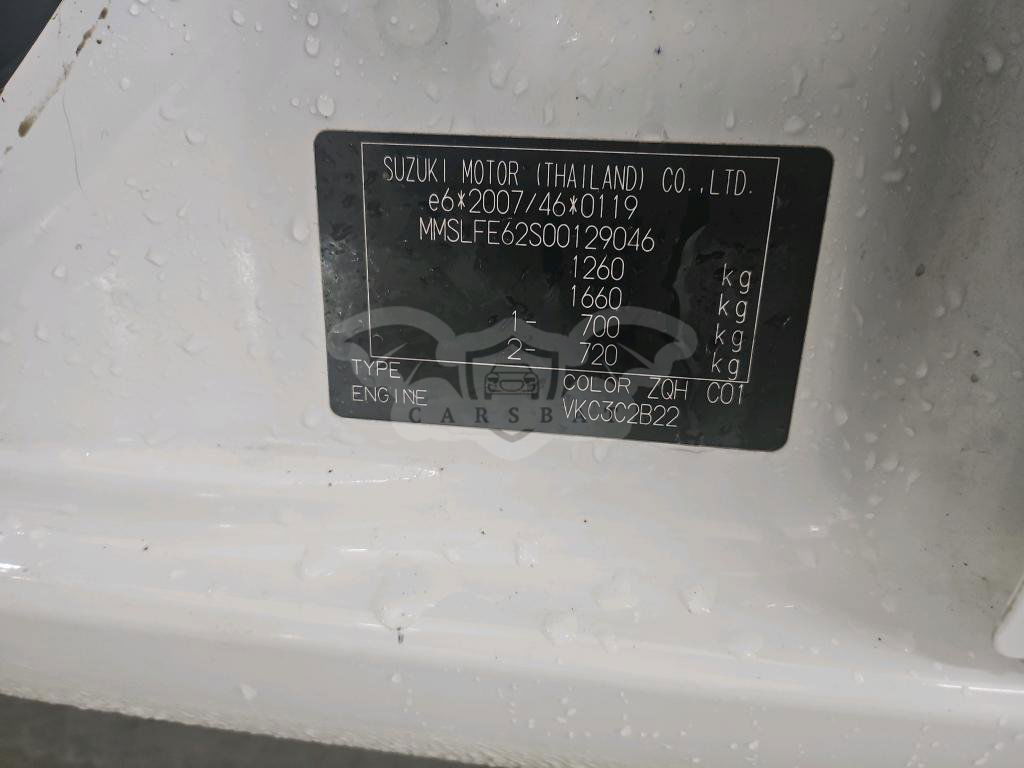 SUZUKI MOTOR (THAILAND) CO.,LTD.
e6*2007/46*0119
MMSLFE62S00129046
1260 kg
1660 kg
1- 700 kg
2- 720 kg
TYPE COLOR ZQH C01
ENGINE VKC3C2B22
CARSBAY